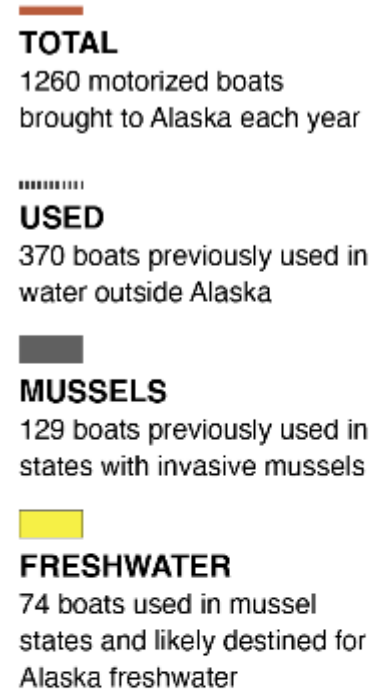 TOTAL
1260 motorized boats
brought to Alaska each year
USED
370 boats previously used in
water outside Alaska
MUSSELS
129 boats previously used in
states with invasive mussels
FRESHWATER
74 boats used in mussel
states and likely destined for
Alaska freshwater